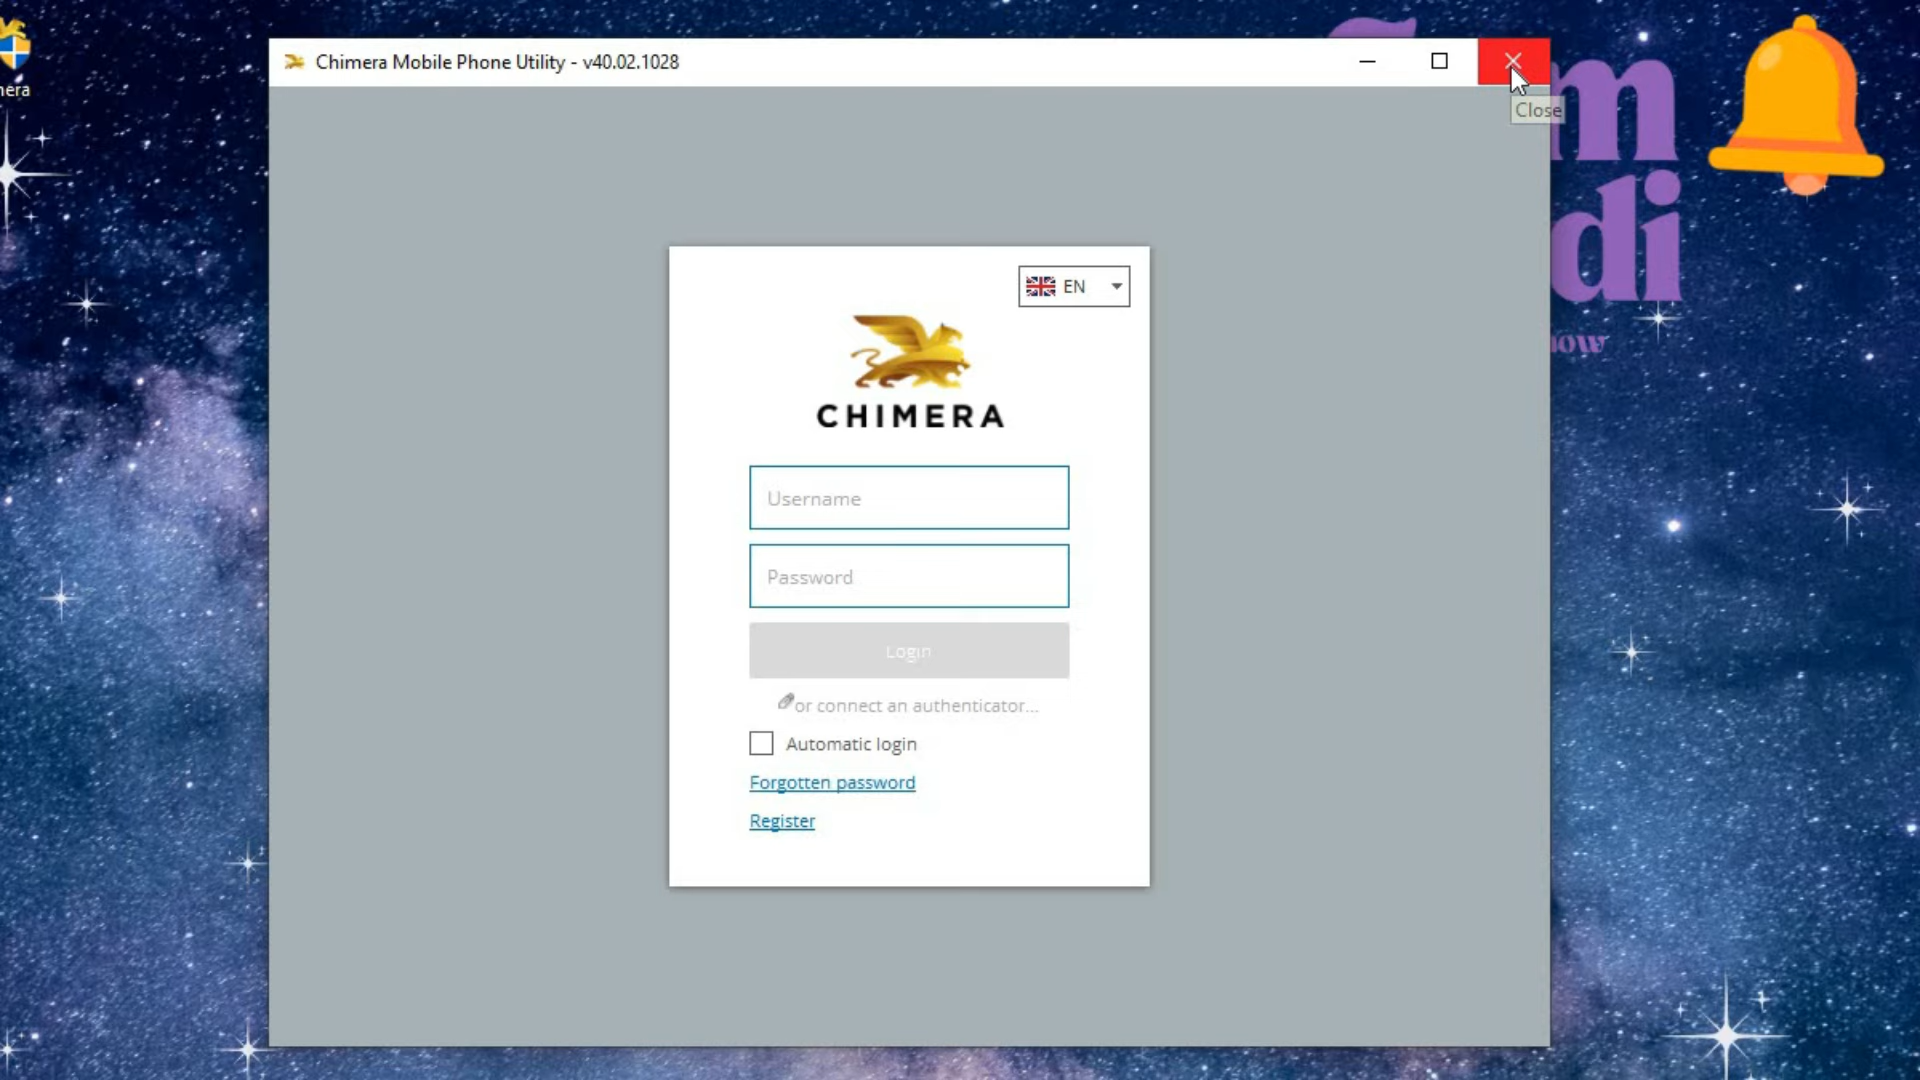 Chimera Mobile Phone Utility - v40.02.1028
Close
EN
CHIMERA
Username
Password
Login
or connect an authenticator...
Automatic login
Forgotten password
Register